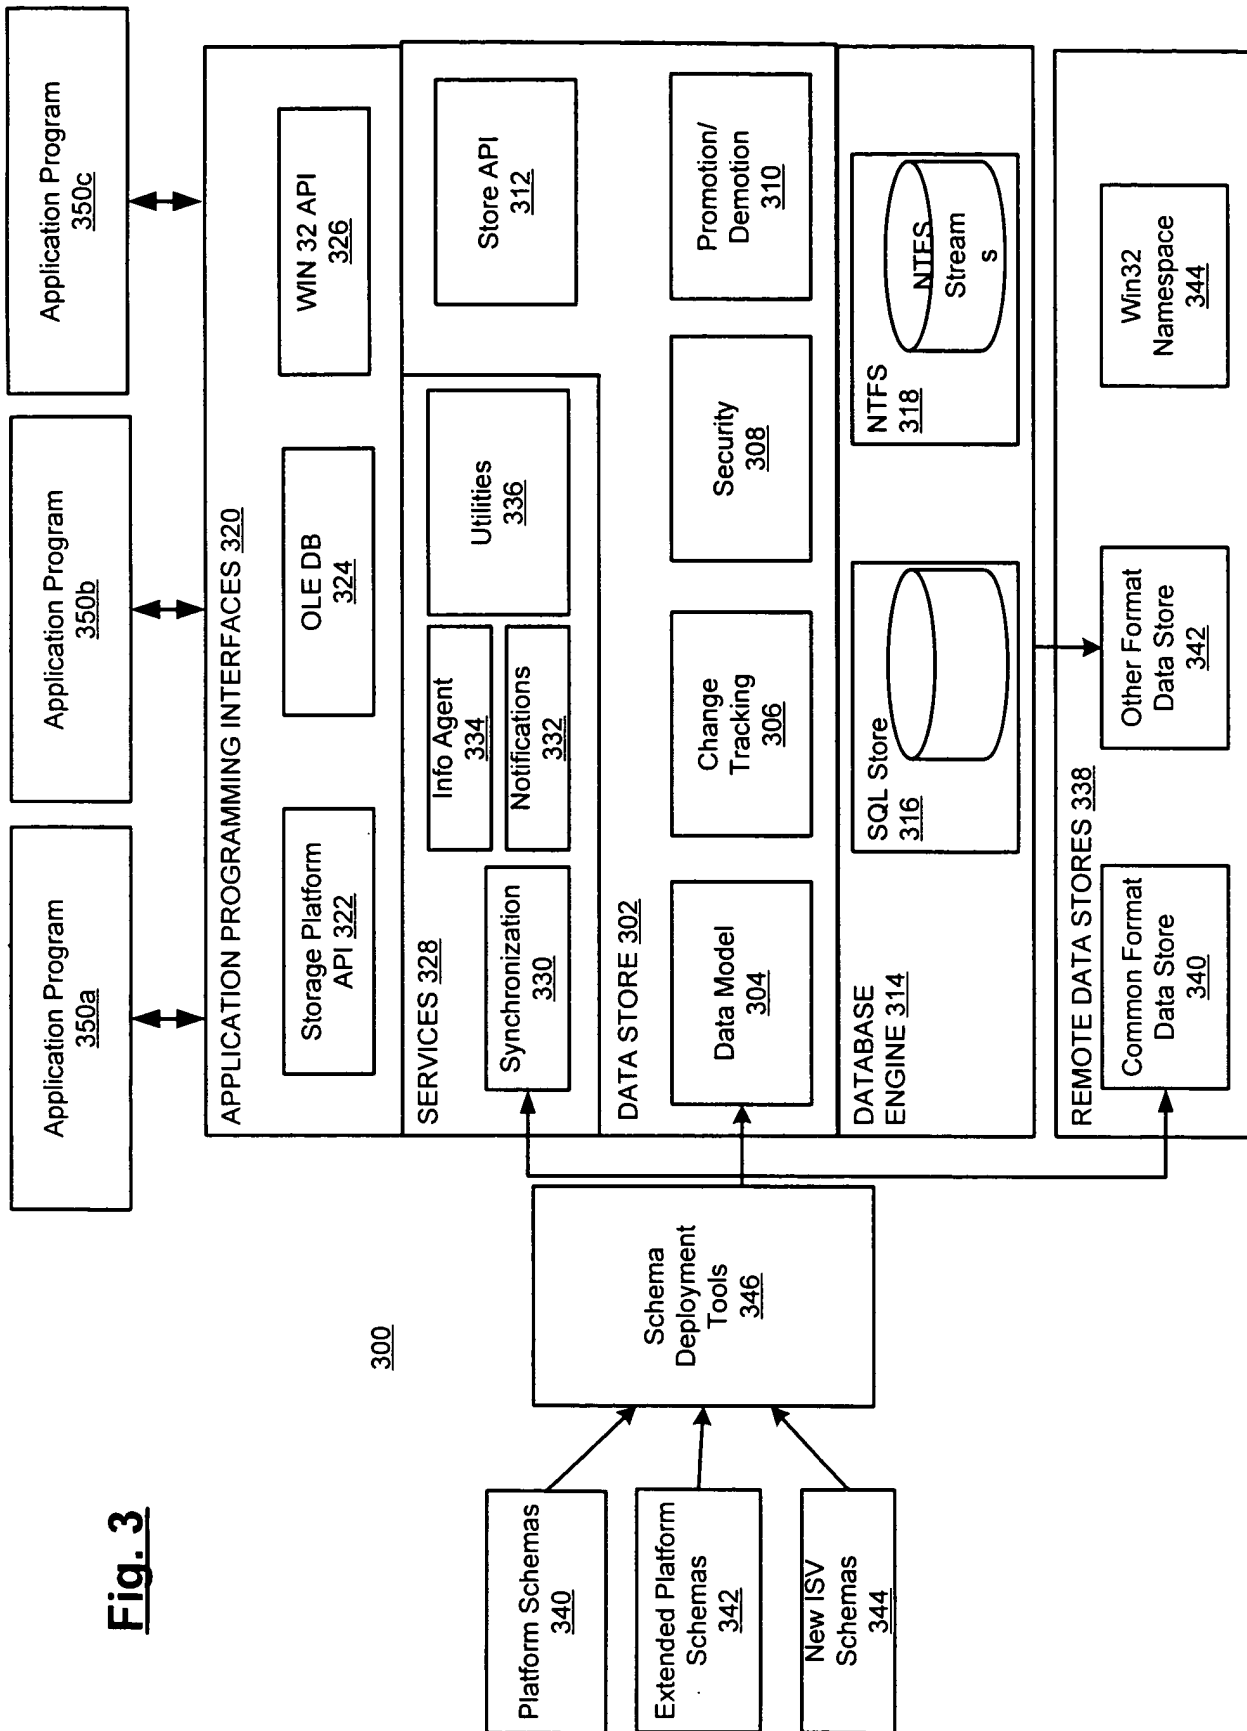 Fig. 3
300
Application Program
350a
Application Program
350b
Application Program
350c
APPLICATION PROGRAMMING INTERFACES 320
Storage Platform
API 322
OLE DB
324
WIN 32 API
326
SERVICES 328
Synchronization
330
Info Agent
334
Notifications
332
Utilities
336
Store API
312
DATA STORE 302
Data Model
304
Change
Tracking
306
Security
308
Promotion/
Demotion
310
DATABASE
ENGINE 314
SQL Store
316
NTFS
318
NTFS
Stream
s
REMOTE DATA STORES 338
Common Format
Data Store
340
Other Format
Data Store
342
Win32
Namespace
344
Schema
Deployment
Tools
346
Platform Schemas
340
Extended Platform
Schemas
342
New ISV
Schemas
344